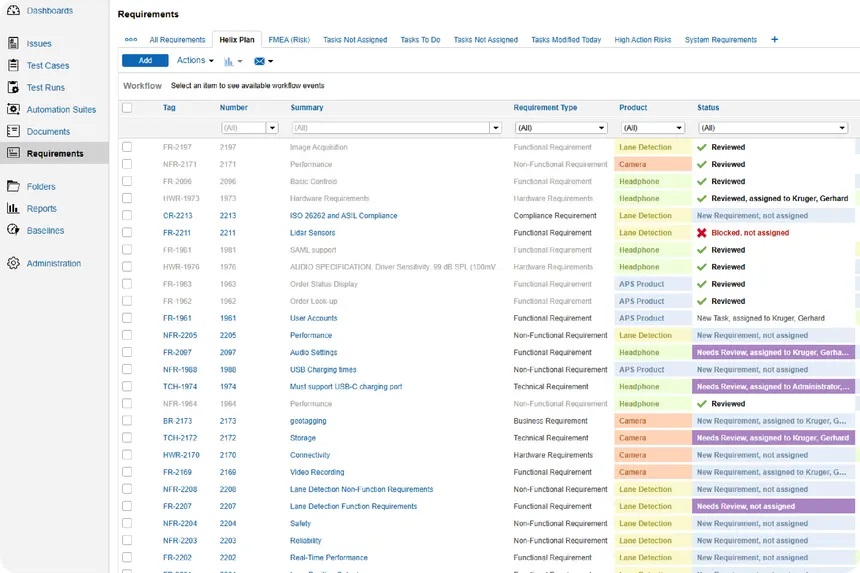 Dashboards
Issues
Test Cases
Test Runs
Automation Suites
Documents
Requirements
Folders
Reports
Baselines
Administration
Requirements
All Requirements Helix Plan FMEA (Risk) Tasks Not Assigned Tasks To Do Tasks Not Assigned Tasks Modified Today High Action Risks System Requirements +
Add Actions
Workflow Select an item to see available workflow events
Tag Number Summary Requirement Type Product Status
(All) (All) (All) (All) (All)
FR-2197 2197 Image Acquisition Functional Requirement Lane Detection Reviewed
NFR-2171 2171 Performance Non-Functional Requirement Camera Reviewed
FR-2096 2096 Basic Controls Functional Requirement Headphone Reviewed
HWR-1973 1973 Hardware Requirements Hardware Requirements Headphone Reviewed, assigned to Kruger, Gerhard
CR-2213 2213 ISO 26262 and ASIL Compliance Compliance Requirement Lane Detection New Requirement, not assigned
FR-2211 2211 Lidar Sensors Functional Requirement Lane Detection Blocked, not assigned
FR-1981 1981 SAML support Functional Requirement Headphone Reviewed
HWR-1976 1976 AUDIO SPECIFICATION, Driver Sensitivity, 99 dB SPL (100mV Hardware Requirements Headphone Reviewed
FR-1963 1963 Order Status Display Functional Requirement APS Product Reviewed
FR-1962 1962 Order Look-up Functional Requirement APS Product Reviewed
FR-1961 1961 User Accounts Functional Requirement APS Product New Task, assigned to Kruger, Gerhard
NFR-2205 2205 Performance Non-Functional Requirement Lane Detection New Requirement, not assigned
FR-2097 2097 Audio Settings Functional Requirement Headphone Needs Review, assigned to Kruger, Gerha...
NFR-1988 1988 USB Charging times Non-Functional Requirement APS Product New Requirement, not assigned
TCH-1974 1974 Must support USB-C charging port Technical Requirement Headphone Needs Review, assigned to Administrator,...
NFR-1964 1964 Performance Non-Functional Requirement Headphone Reviewed
BR-2173 2173 geotagging Business Requirement Camera New Requirement, assigned to Kruger, G...
TCH-2172 2172 Storage Technical Requirement Camera Needs Review, assigned to Kruger, Gerhard
HWR-2170 2170 Connectivity Hardware Requirements Camera New Requirement, not assigned
FR-2169 2169 Video Recording Functional Requirement Camera New Requirement, assigned to Kruger, G...
NFR-2208 2208 Lane Detection Non-Function Requirements Non-Functional Requirement Lane Detection New Requirement, not assigned
FR-2207 2207 Lane Detection Function Requirements Functional Requirement Lane Detection Needs Review, not assigned
NFR-2204 2204 Safety Non-Functional Requirement Lane Detection New Requirement, not assigned
NFR-2203 2203 Reliability Non-Functional Requirement Lane Detection New Requirement, not assigned
FR-2202 2202 Real-Time Performance Functional Requirement Lane Detection New Requirement, not assigned